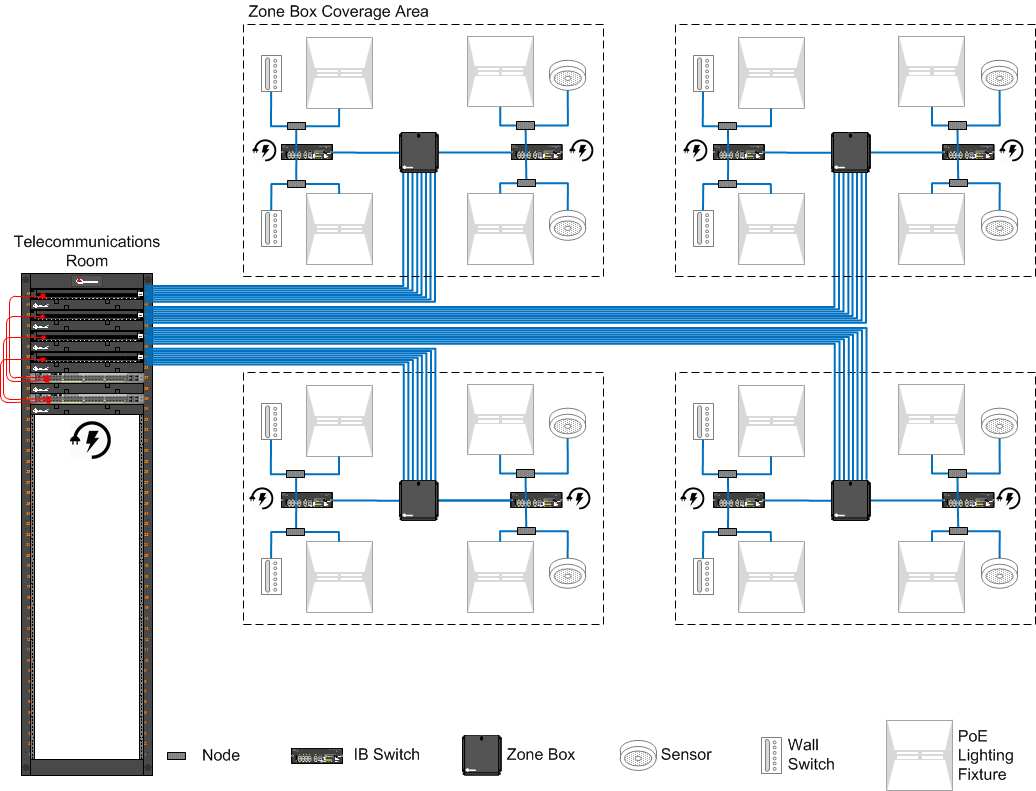 Zone Box Coverage Area
Telecommunications
Room
Node
IB Switch
Zone Box
Sensor
Wall
Switch
PoE
Lighting
Fixture